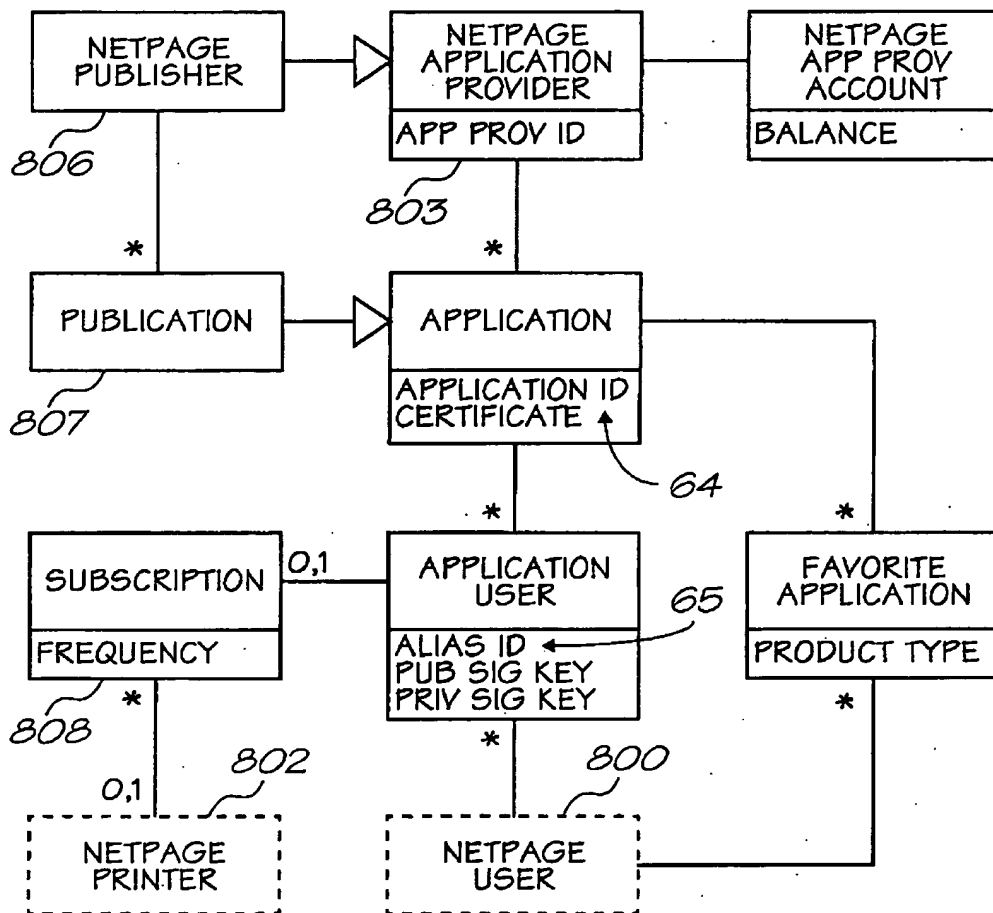 NETPAGE
PUBLISHER
806
NETPAGE
APPLICATION
PROVIDER
APP PROV ID
803
NETPAGE
APP PROV
ACCOUNT
BALANCE
*
*
PUBLICATION
807
APPLICATION
APPLICATION ID
CERTIFICATE
64
*
*
SUBSCRIPTION
FREQUENCY
808
0,1
APPLICATION
USER
ALIAS ID
PUB SIG KEY
PRIV SIG KEY
65
FAVORITE
APPLICATION
PRODUCT TYPE
*
*
*
0,1
802
NETPAGE
PRINTER
800
NETPAGE
USER